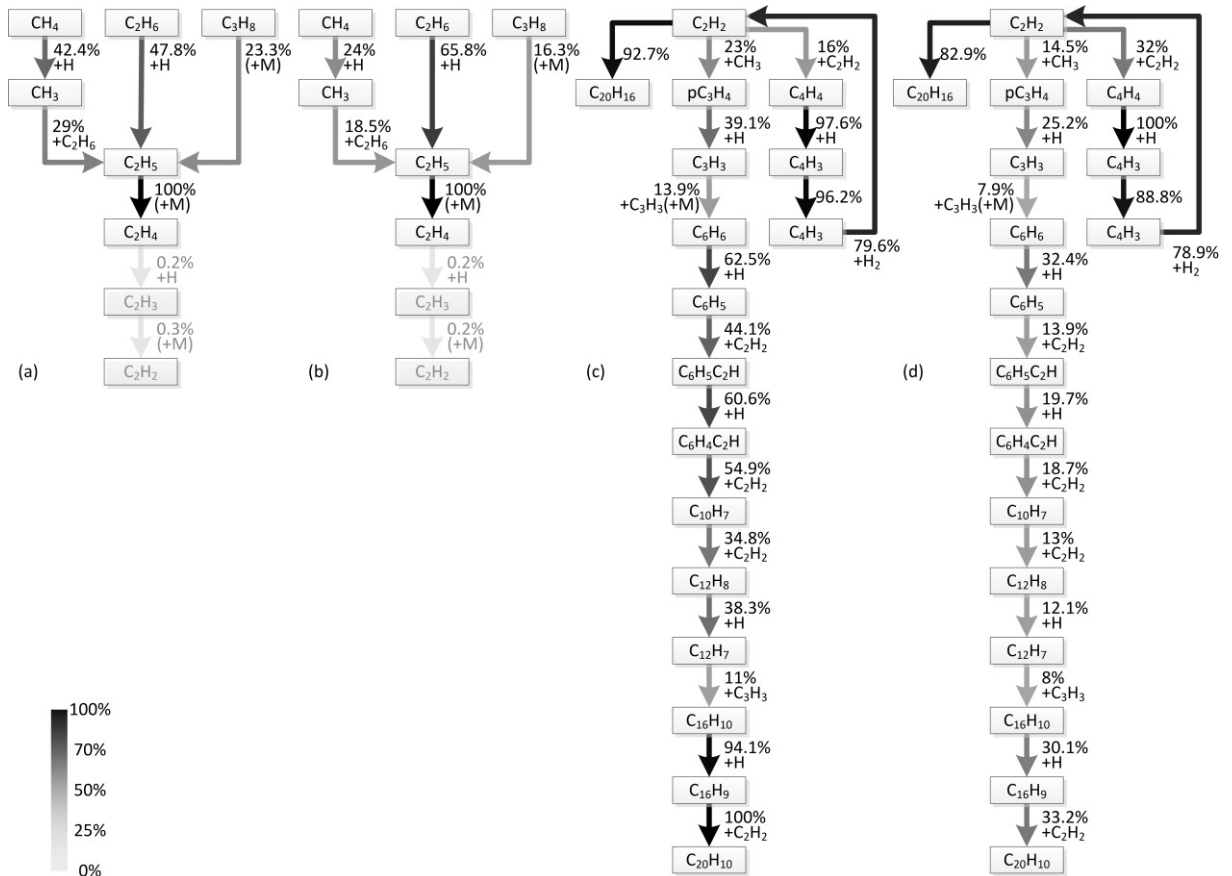 (a)
CH₄
C₂H₆
C₃H₈
42.4%
+H
47.8%
+H
23.3%
(+M)
CH₃
29%
+C₂H₆
C₂H₅
100%
(+M)
C₂H₄
0.2%
+H
C₂H₃
0.3%
(+M)
C₂H₂
(b)
CH₄
C₂H₆
C₃H₈
24%
+H
65.8%
+H
16.3%
(+M)
CH₃
18.5%
+C₂H₆
C₂H₅
100%
(+M)
C₂H₄
0.2%
+H
C₂H₃
0.2%
(+M)
C₂H₂
(c)
C₂H₂
92.7%
23%
+CH₃
16%
+C₂H₂
C₂₀H₁₆
pC₃H₄
C₄H₄
39.1%
+H
97.6%
+H
C₃H₃
C₄H₃
13.9%
+C₃H₃(+M)
96.2%
C₆H₆
C₄H₃
79.6%
+H₂
62.5%
+H
C₆H₅
44.1%
+C₂H₂
C₆H₅C₂H
60.6%
+H
C₆H₄C₂H
54.9%
+C₂H₂
C₁₀H₇
34.8%
+C₂H₂
C₁₂H₈
38.3%
+H
C₁₂H₇
11%
+C₃H₃
C₁₆H₁₀
94.1%
+H
C₁₆H₉
100%
+C₂H₂
C₂₀H₁₀
(d)
C₂H₂
82.9%
14.5%
+CH₃
32%
+C₂H₂
C₂₀H₁₆
pC₃H₄
C₄H₄
25.2%
+H
100%
+H
C₃H₃
C₄H₃
7.9%
+C₃H₃(+M)
88.8%
C₆H₆
C₄H₃
78.9%
+H₂
32.4%
+H
C₆H₅
13.9%
+C₂H₂
C₆H₅C₂H
19.7%
+H
C₆H₄C₂H
18.7%
+C₂H₂
C₁₀H₇
13%
+C₂H₂
C₁₂H₈
12.1%
+H
C₁₂H₇
8%
+C₃H₃
C₁₆H₁₀
30.1%
+H
C₁₆H₉
33.2%
+C₂H₂
C₂₀H₁₀
100%
70%
50%
25%
0%